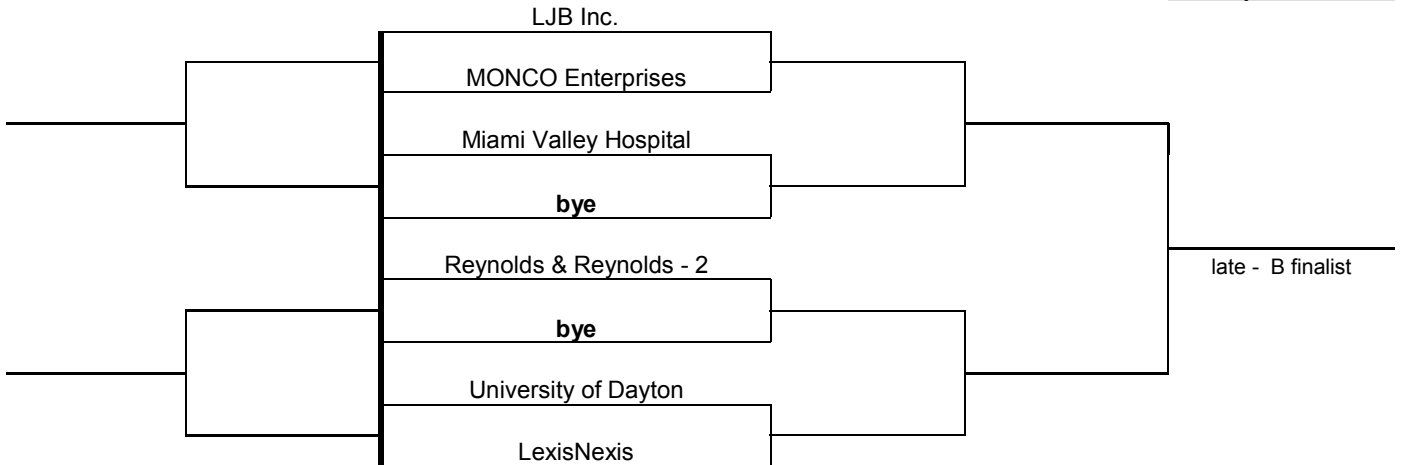 LJB Inc.
MONCO Enterprises
Miami Valley Hospital
bye
Reynolds & Reynolds - 2
late - B finalist
bye
University of Dayton
LexisNexis